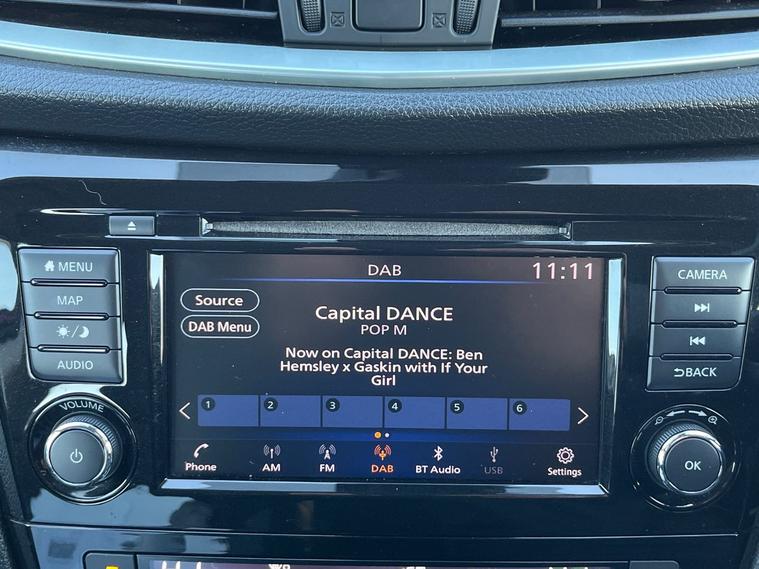 DAB 11:11
MENU
MAP
AUDIO
VOLUME
Source
DAB Menu
Capital DANCE
POP M
Now on Capital DANCE: Ben
Hemsley x Gaskin with If Your
Girl
1 2 3 4 5 6
Phone AM FM DAB BT Audio USB Settings
CAMERA
BACK
OK